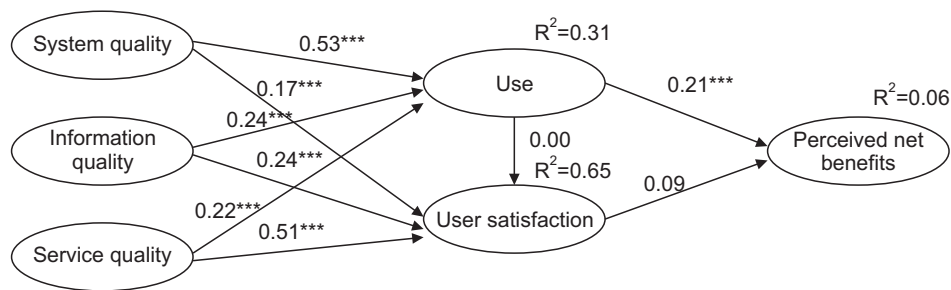 System quality
0.53***
R²=0.31
Use
0.17***
0.21***
R²=0.06
0.24***
Information
quality
0.00
Perceived net
benefits
0.24***
R²=0.65
0.09
0.22***
User satisfaction
0.51***
Service quality